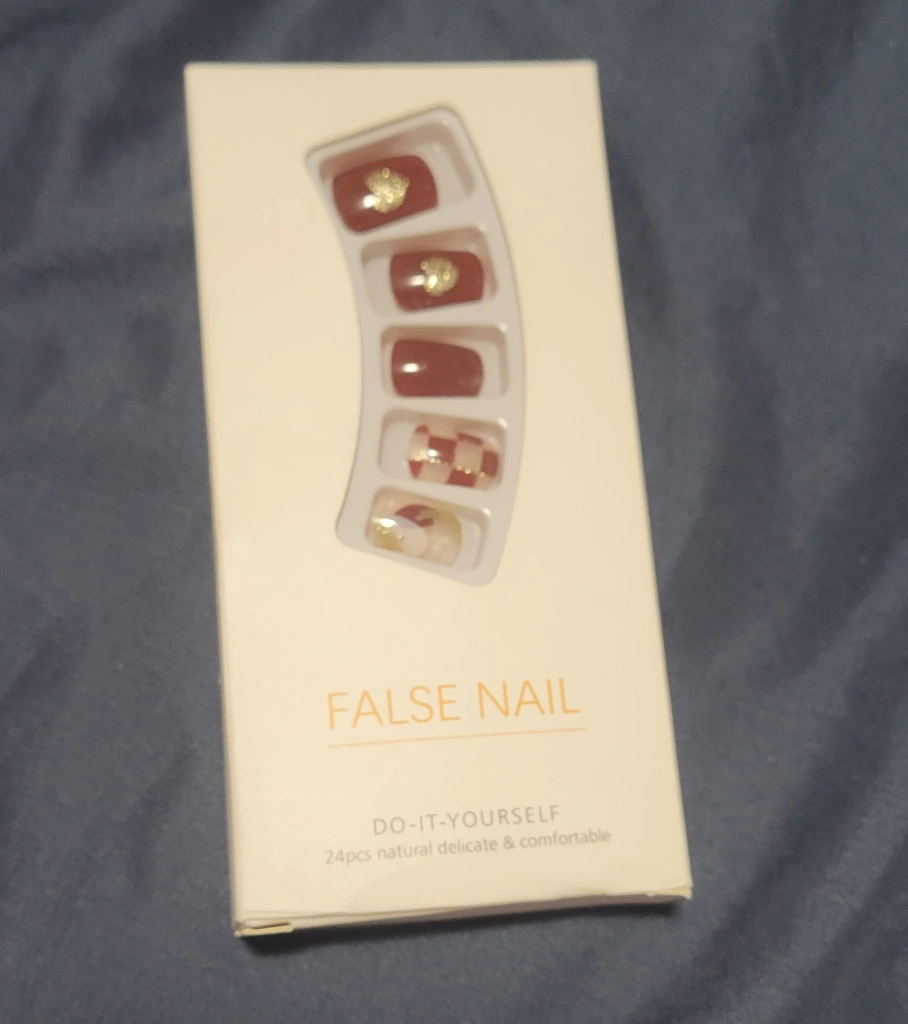 FALSE NAIL
DO-IT-YOURSELF
24pcs natural delicate & comfortable